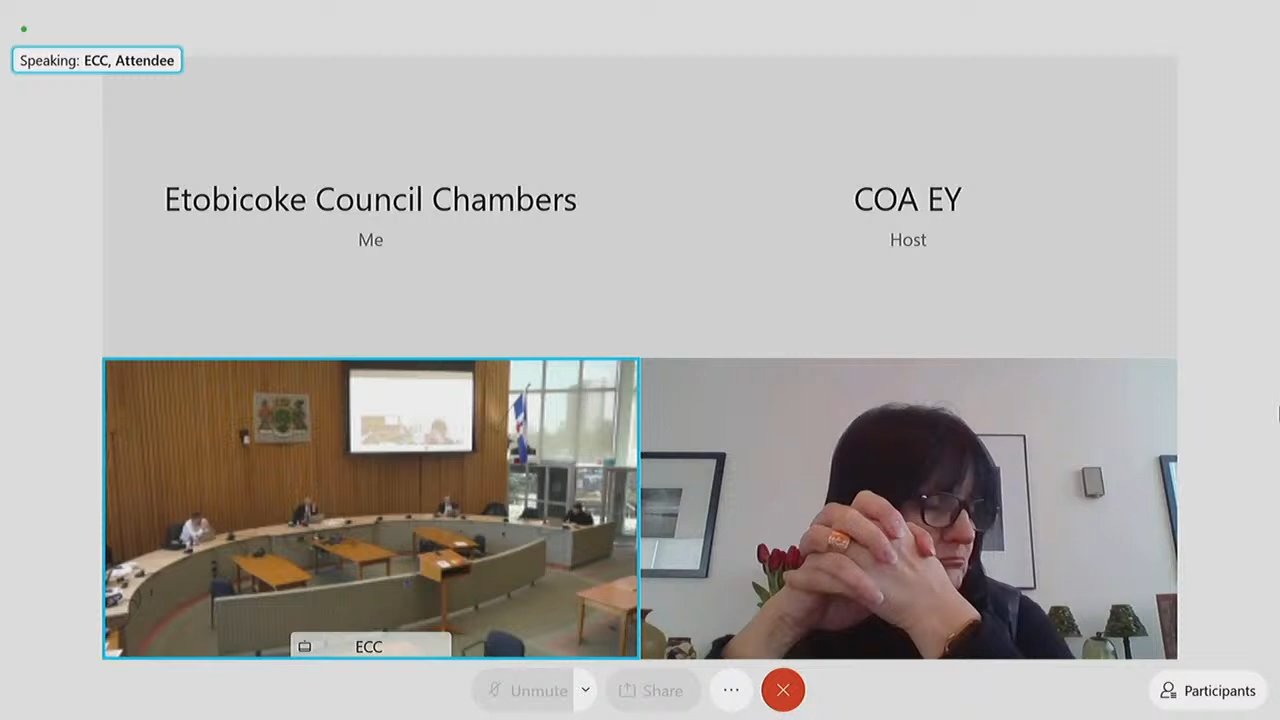 Speaking: ECC, Attendee
Etobicoke Council Chambers
Me
COA EY
Host
ECC
Unmute
Share
Participants